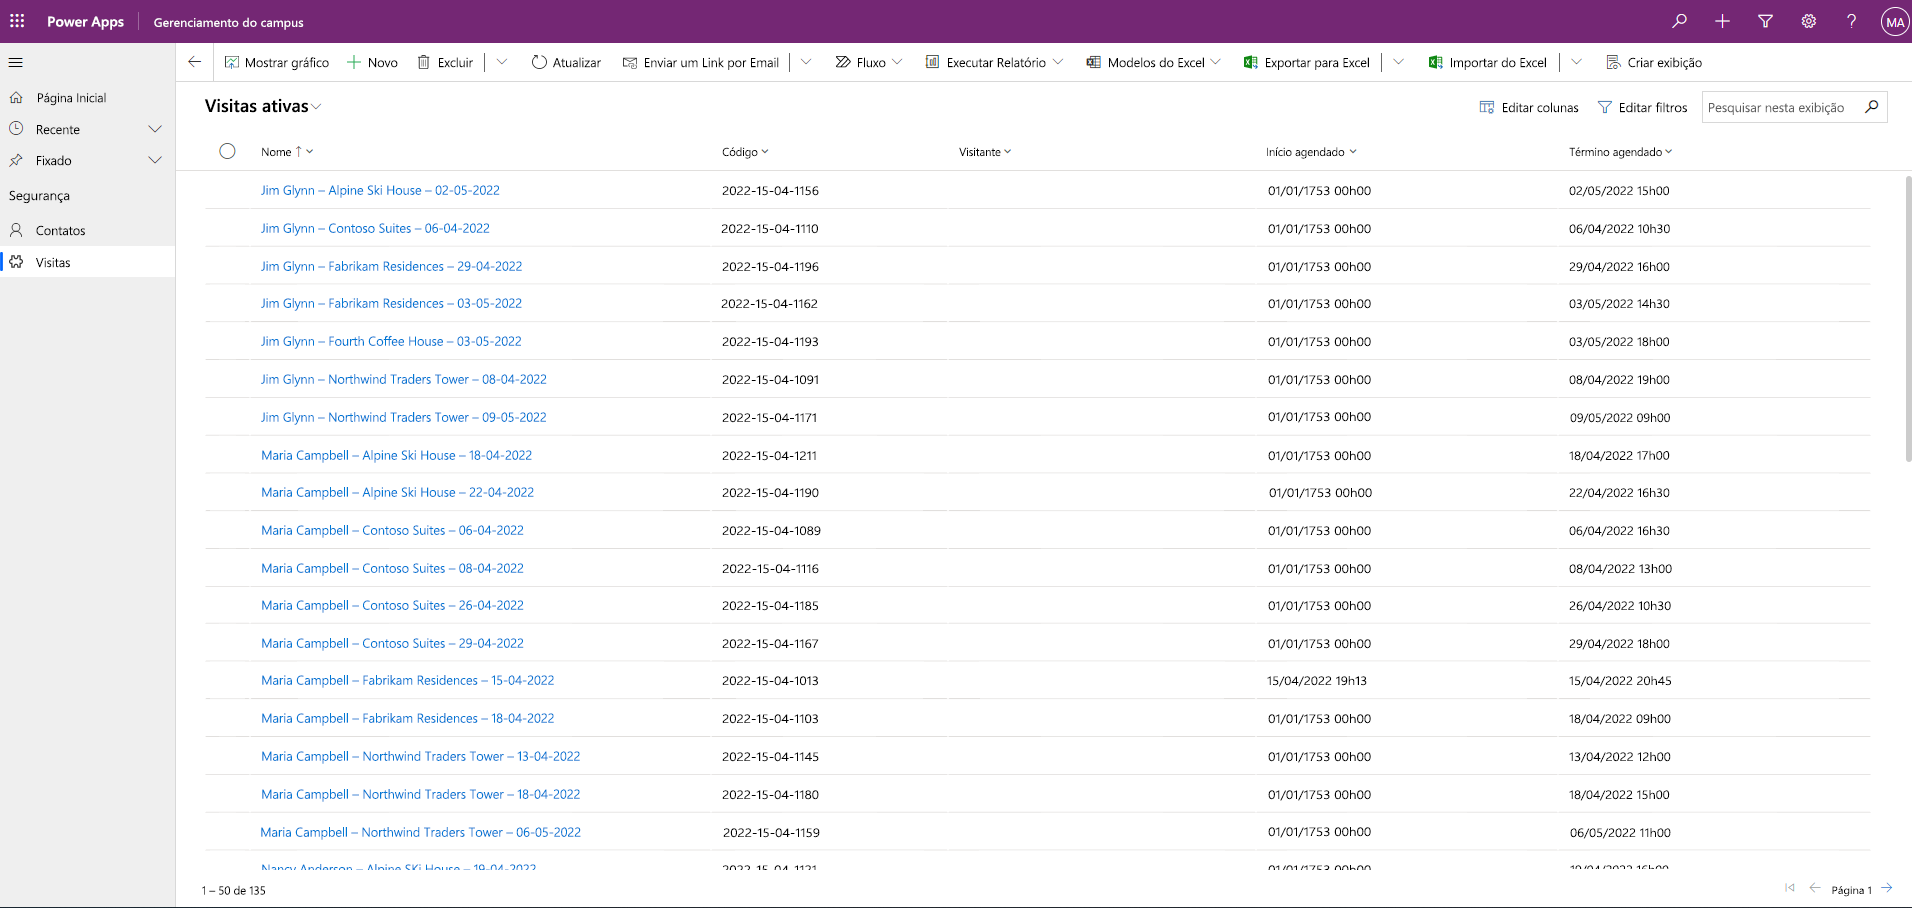 Power Apps Gerenciamento do campus MA
Mostrar gráfico Novo Excluir Atualizar Enviar um Link por Email Fluxo Executar Relatório Modelos do Excel Exportar para Excel Importar do Excel Criar exibição
Página Inicial
Recente
Fixado
Segurança
Contatos
Visitas
Visitas ativas Editar colunas Editar filtros Pesquisar nesta exibição
Nome Código Visitante Início agendado Término agendado
Jim Glynn – Alpine Ski House – 02-05-2022 2022-15-04-1156 01/01/1753 00h00 02/05/2022 15h00
Jim Glynn – Contoso Suites – 06-04-2022 2022-15-04-1110 01/01/1753 00h00 06/04/2022 10h30
Jim Glynn – Fabrikam Residences – 29-04-2022 2022-15-04-1196 01/01/1753 00h00 29/04/2022 16h00
Jim Glynn – Fabrikam Residences – 03-05-2022 2022-15-04-1162 01/01/1753 00h00 03/05/2022 14h30
Jim Glynn – Fourth Coffee House – 03-05-2022 2022-15-04-1193 01/01/1753 00h00 03/05/2022 18h00
Jim Glynn – Northwind Traders Tower – 08-04-2022 2022-15-04-1091 01/01/1753 00h00 08/04/2022 19h00
Jim Glynn – Northwind Traders Tower – 09-05-2022 2022-15-04-1171 01/01/1753 00h00 09/05/2022 09h00
Maria Campbell – Alpine Ski House – 18-04-2022 2022-15-04-1211 01/01/1753 00h00 18/04/2022 17h00
Maria Campbell – Alpine Ski House – 22-04-2022 2022-15-04-1190 01/01/1753 00h00 22/04/2022 16h30
Maria Campbell – Contoso Suites – 06-04-2022 2022-15-04-1089 01/01/1753 00h00 06/04/2022 16h30
Maria Campbell – Contoso Suites – 08-04-2022 2022-15-04-1116 01/01/1753 00h00 08/04/2022 13h00
Maria Campbell – Contoso Suites – 26-04-2022 2022-15-04-1185 01/01/1753 00h00 26/04/2022 10h30
Maria Campbell – Contoso Suites – 29-04-2022 2022-15-04-1167 01/01/1753 00h00 29/04/2022 18h00
Maria Campbell – Fabrikam Residences – 15-04-2022 2022-15-04-1013 15/04/2022 19h13 15/04/2022 20h45
Maria Campbell – Fabrikam Residences – 18-04-2022 2022-15-04-1103 01/01/1753 00h00 18/04/2022 09h00
Maria Campbell – Northwind Traders Tower – 13-04-2022 2022-15-04-1145 01/01/1753 00h00 13/04/2022 12h00
Maria Campbell – Northwind Traders Tower – 18-04-2022 2022-15-04-1180 01/01/1753 00h00 18/04/2022 15h00
Maria Campbell – Northwind Traders Tower – 06-05-2022 2022-15-04-1159 01/01/1753 00h00 06/05/2022 11h00
Nancy Anderson – Alpine SKi House – 19-04-2022 2022-15-04-1121 01/01/1753 00h00 19/04/2022 16h00
1 – 50 de 135 Página 1